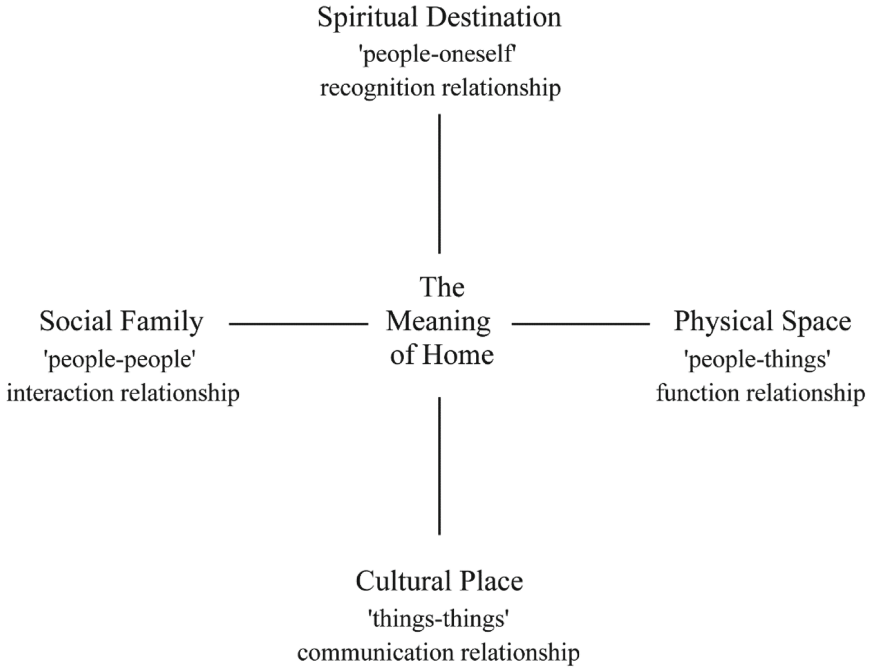 Spiritual Destination
'people-oneself'
recognition relationship
The
Meaning
of Home
Social Family
'people-people'
interaction relationship
Physical Space
'people-things'
function relationship
Cultural Place
'things-things'
communication relationship